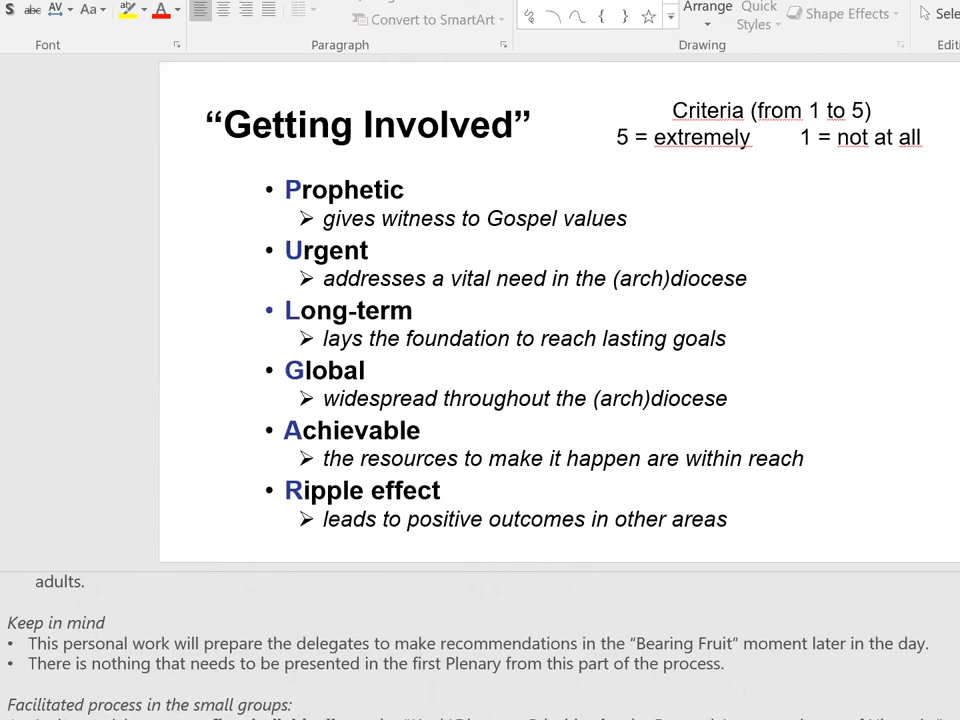 S abc AV Aa A
Convert to SmartArt
Arrange
Quick
Styles
Shape Effects
Font
Paragraph
Drawing
“Getting Involved”
Criteria (from 1 to 5)
5 = extremely 1 = not at all
• Prophetic
➢ gives witness to Gospel values
• Urgent
➢ addresses a vital need in the (arch)diocese
• Long-term
➢ lays the foundation to reach lasting goals
• Global
➢ widespread throughout the (arch)diocese
• Achievable
➢ the resources to make it happen are within reach
• Ripple effect
➢ leads to positive outcomes in other areas
adults.
Keep in mind
• This personal work will prepare the delegates to make recommendations in the “Bearing Fruit” moment later in the day.
• There is nothing that needs to be presented in the first Plenary from this part of the process.
Facilitated process in the small groups: